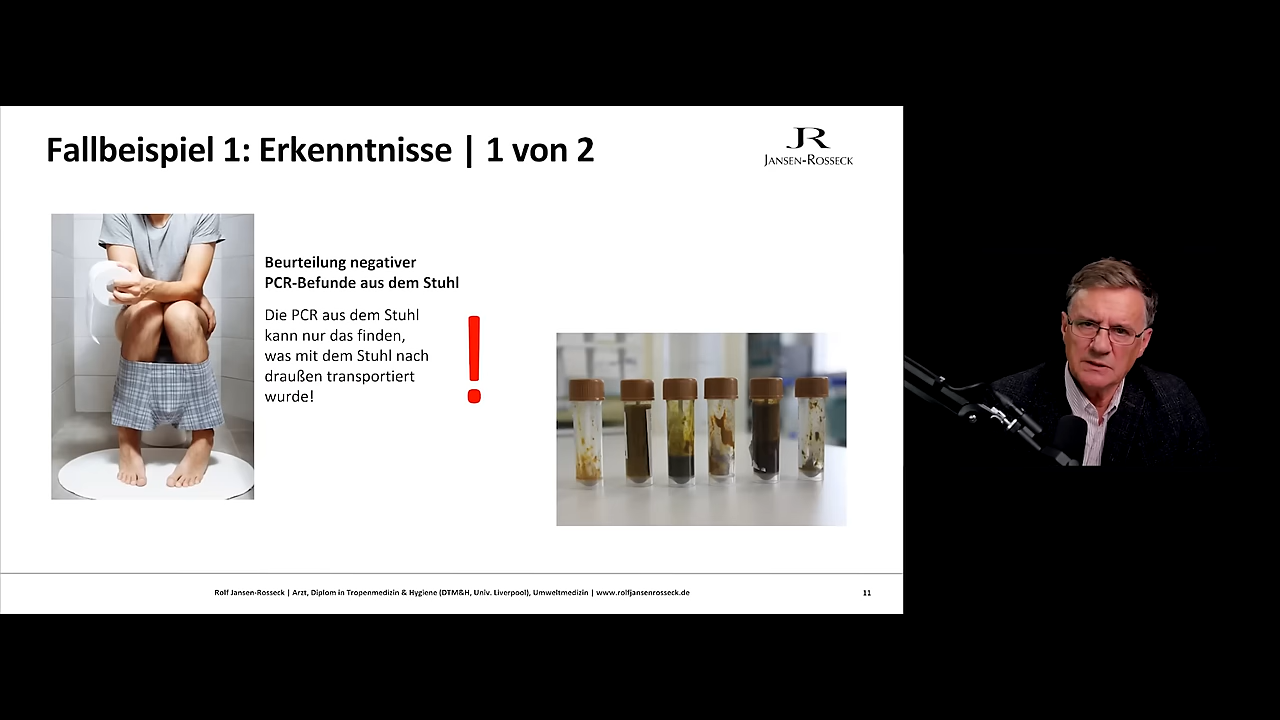 Fallbeispiel 1: Erkenntnisse | 1 von 2
JR
JANSEN-ROSSECK
Beurteilung negativer
PCR-Befunde aus dem Stuhl
Die PCR aus dem Stuhl
kann nur das finden,
was mit dem Stuhl nach
draußen transportiert
wurde!
!
Rolf Jansen-Rosseck | Arzt, Diplom in Tropenmedizin & Hygiene (DTM&H, Univ. Liverpool), Umweltmedizin | www.rolfjansenrosseck.de
11